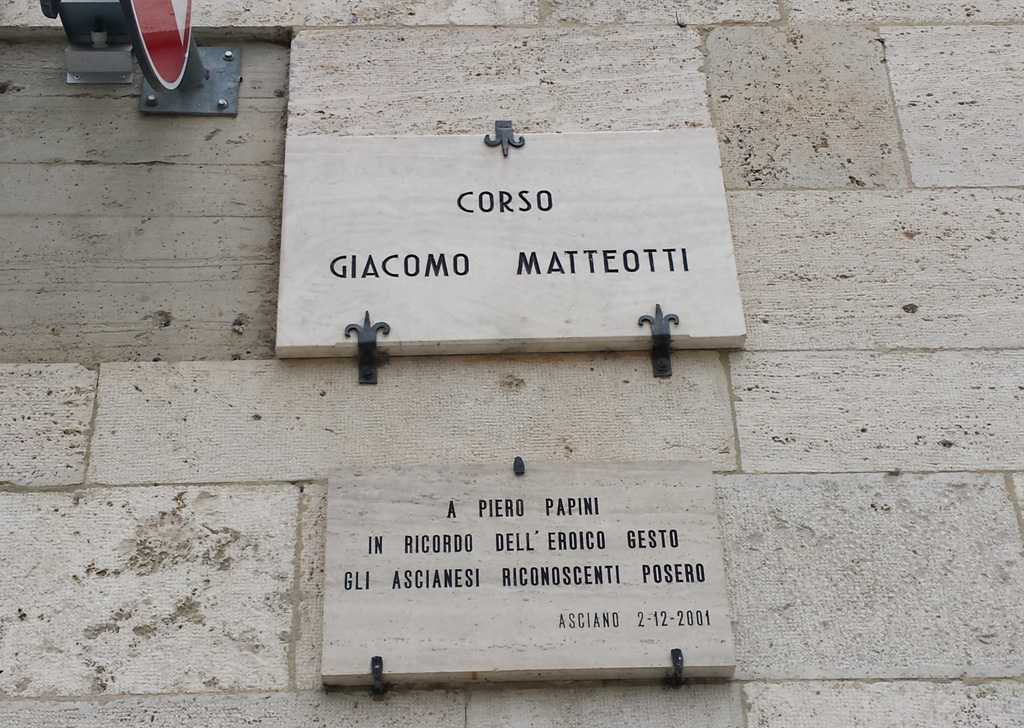 CORSO
GIACOMO MATTEOTTI
A PIERO PAPINI
IN RICORDO DELL'EROICO GESTO
GLI ASCIANESI RICONOSCENTI POSERO
ASCIANO 2-12-2001